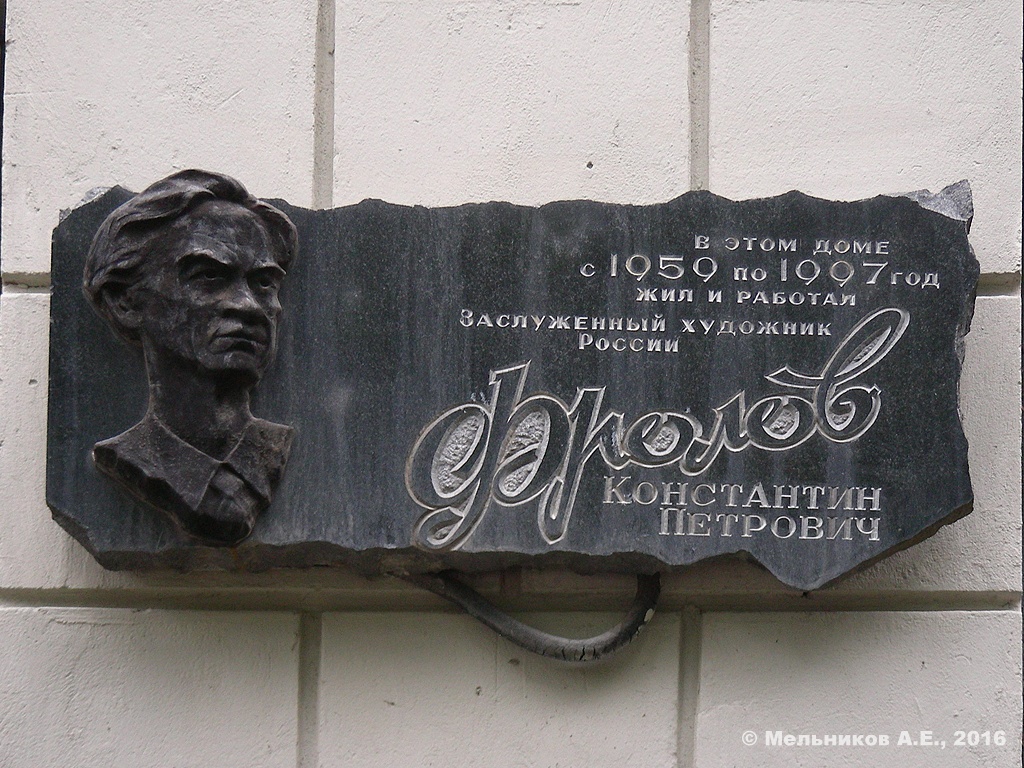 В ЭТОМ ДОМЕ
С 1959 ПО 1997 ГОД
ЖИЛ И РАБОТАЛ
ЗАСЛУЖЕННЫЙ ХУДОЖНИК
РОССИИ
Фролов
КОНСТАНТИН
ПЕТРОВИЧ
© Мельников А.Е., 2016